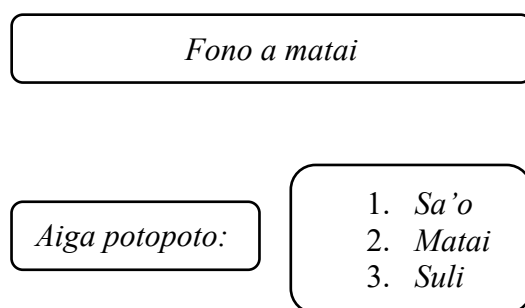 Fono a matai
Aiga potopoto:
1. Sa’o
2. Matai
3. Suli